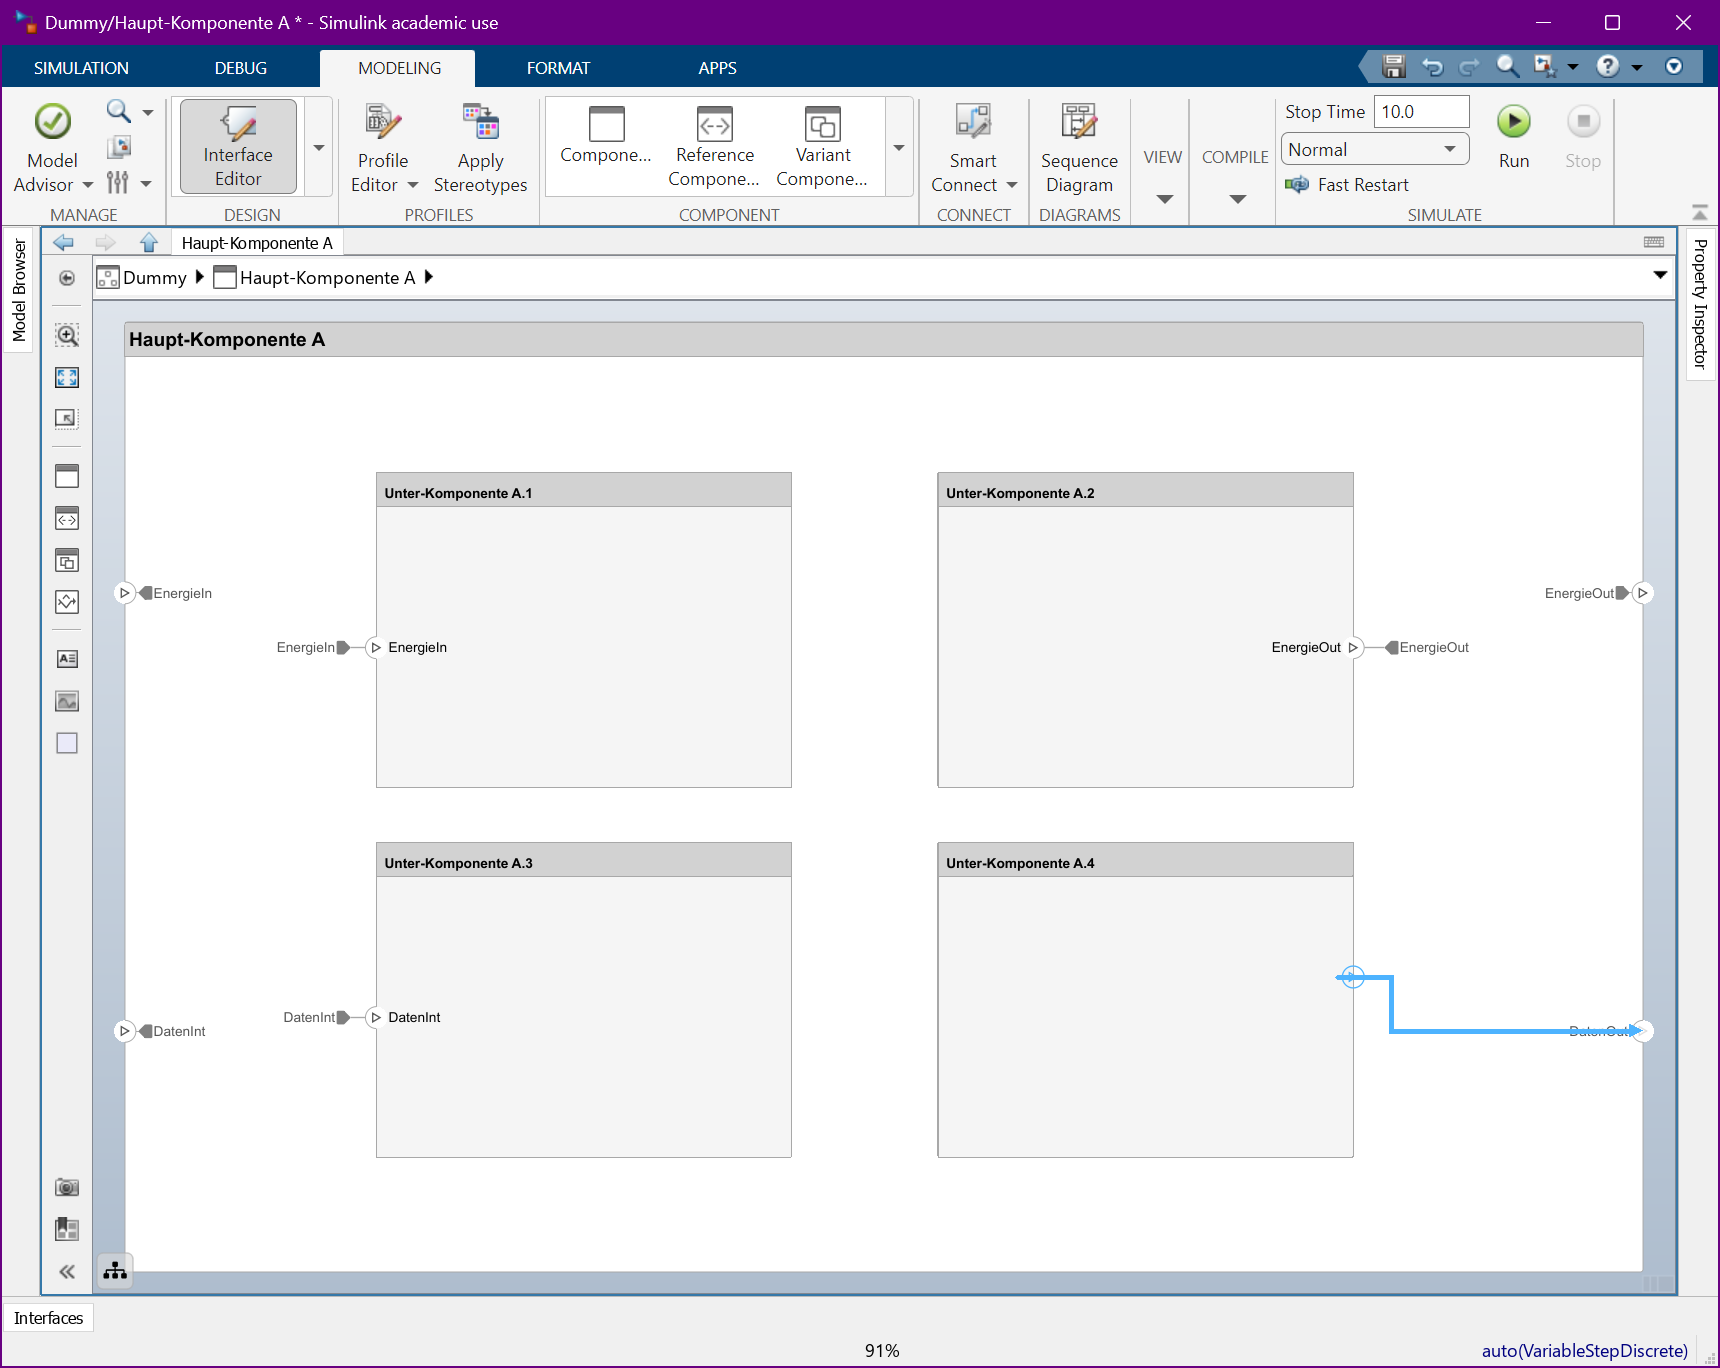 Dummy/Haupt-Komponente A * - Simulink academic use
SIMULATION DEBUG MODELING FORMAT APPS
Model Advisor
MANAGE
Interface Editor
DESIGN
Profile Editor
Apply Stereotypes
PROFILES
Compone...
Reference Compone...
Variant Compone...
COMPONENT
Smart Connect
CONNECT
Sequence Diagram
DIAGRAMS
VIEW
COMPILE
Stop Time 10.0
Normal
Fast Restart
Run
Stop
SIMULATE
Model Browser
Property Inspector
Haupt-Komponente A
Dummy Haupt-Komponente A
Haupt-Komponente A
Unter-Komponente A.1
Unter-Komponente A.2
EnergieIn
EnergieOut
EnergieIn EnergieIn
EnergieOut EnergieOut
Unter-Komponente A.3
Unter-Komponente A.4
DatenInt DatenInt
DatenInt
DatenOut
Interfaces
91%
auto(VariableStepDiscrete)